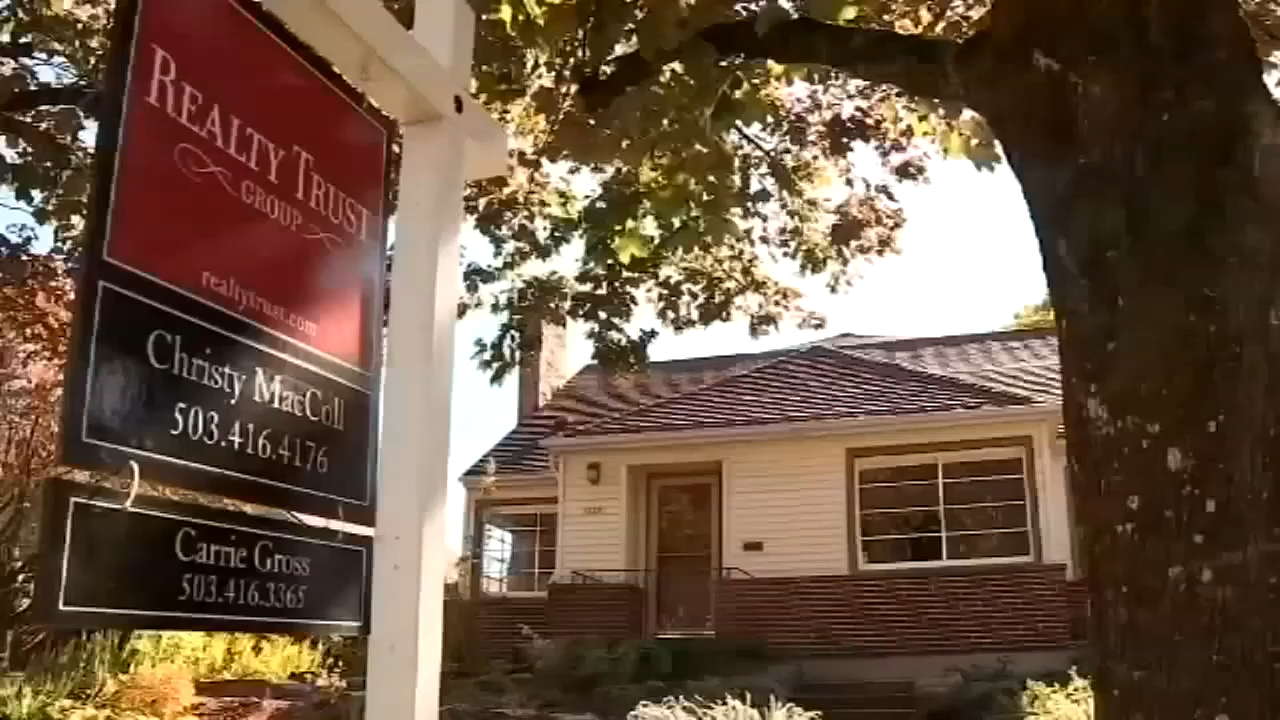 REALTY TRUST
GROUP
realtytrust.com
Christy MacColl
503.416.4176
Carrie Gross
503.416.3365